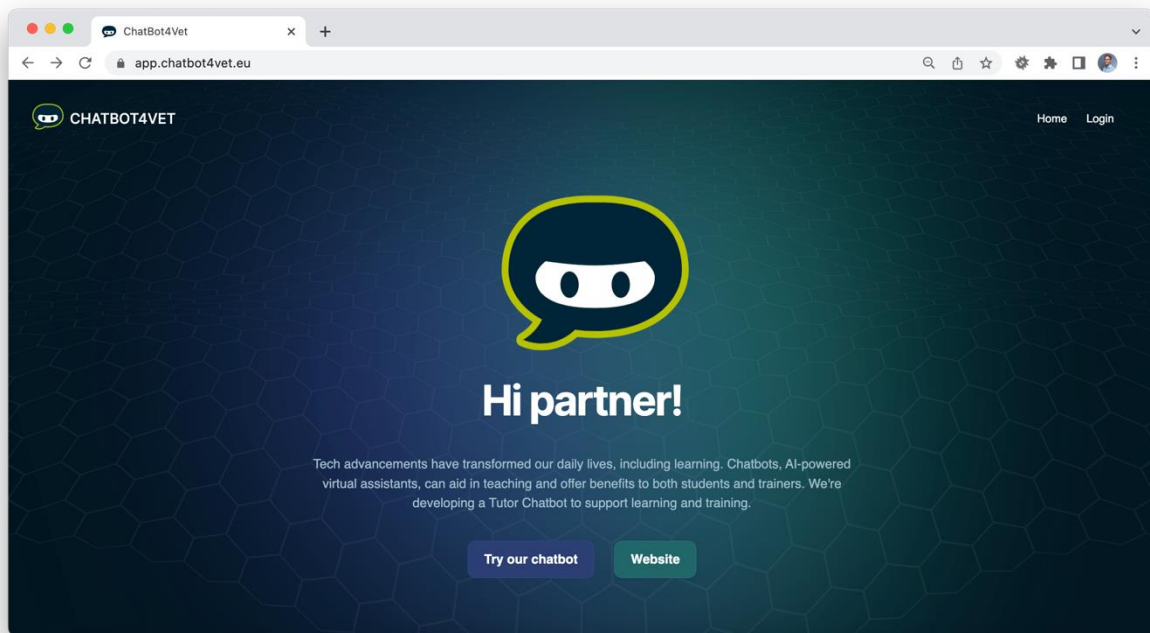 ChatBot4Vet
app.chatbot4vet.eu
CHATBOT4VET
Home Login
Hi partner!
Tech advancements have transformed our daily lives, including learning. Chatbots, AI-powered
virtual assistants, can aid in teaching and offer benefits to both students and trainers. We're
developing a Tutor Chatbot to support learning and training.
Try our chatbot Website